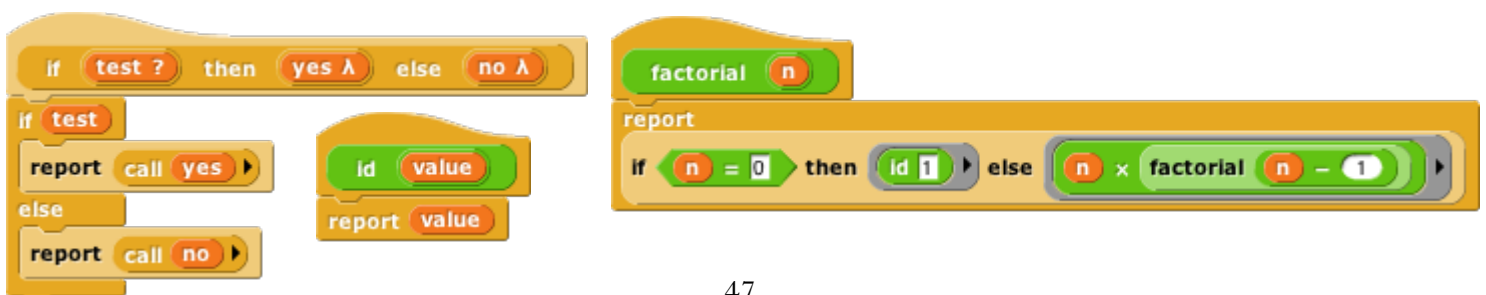 if test ? then yes λ else no λ
if test
report call yes
else
report call no
id value
report value
factorial n
report
if n = 0 then id 1 else n × factorial n − 1
47